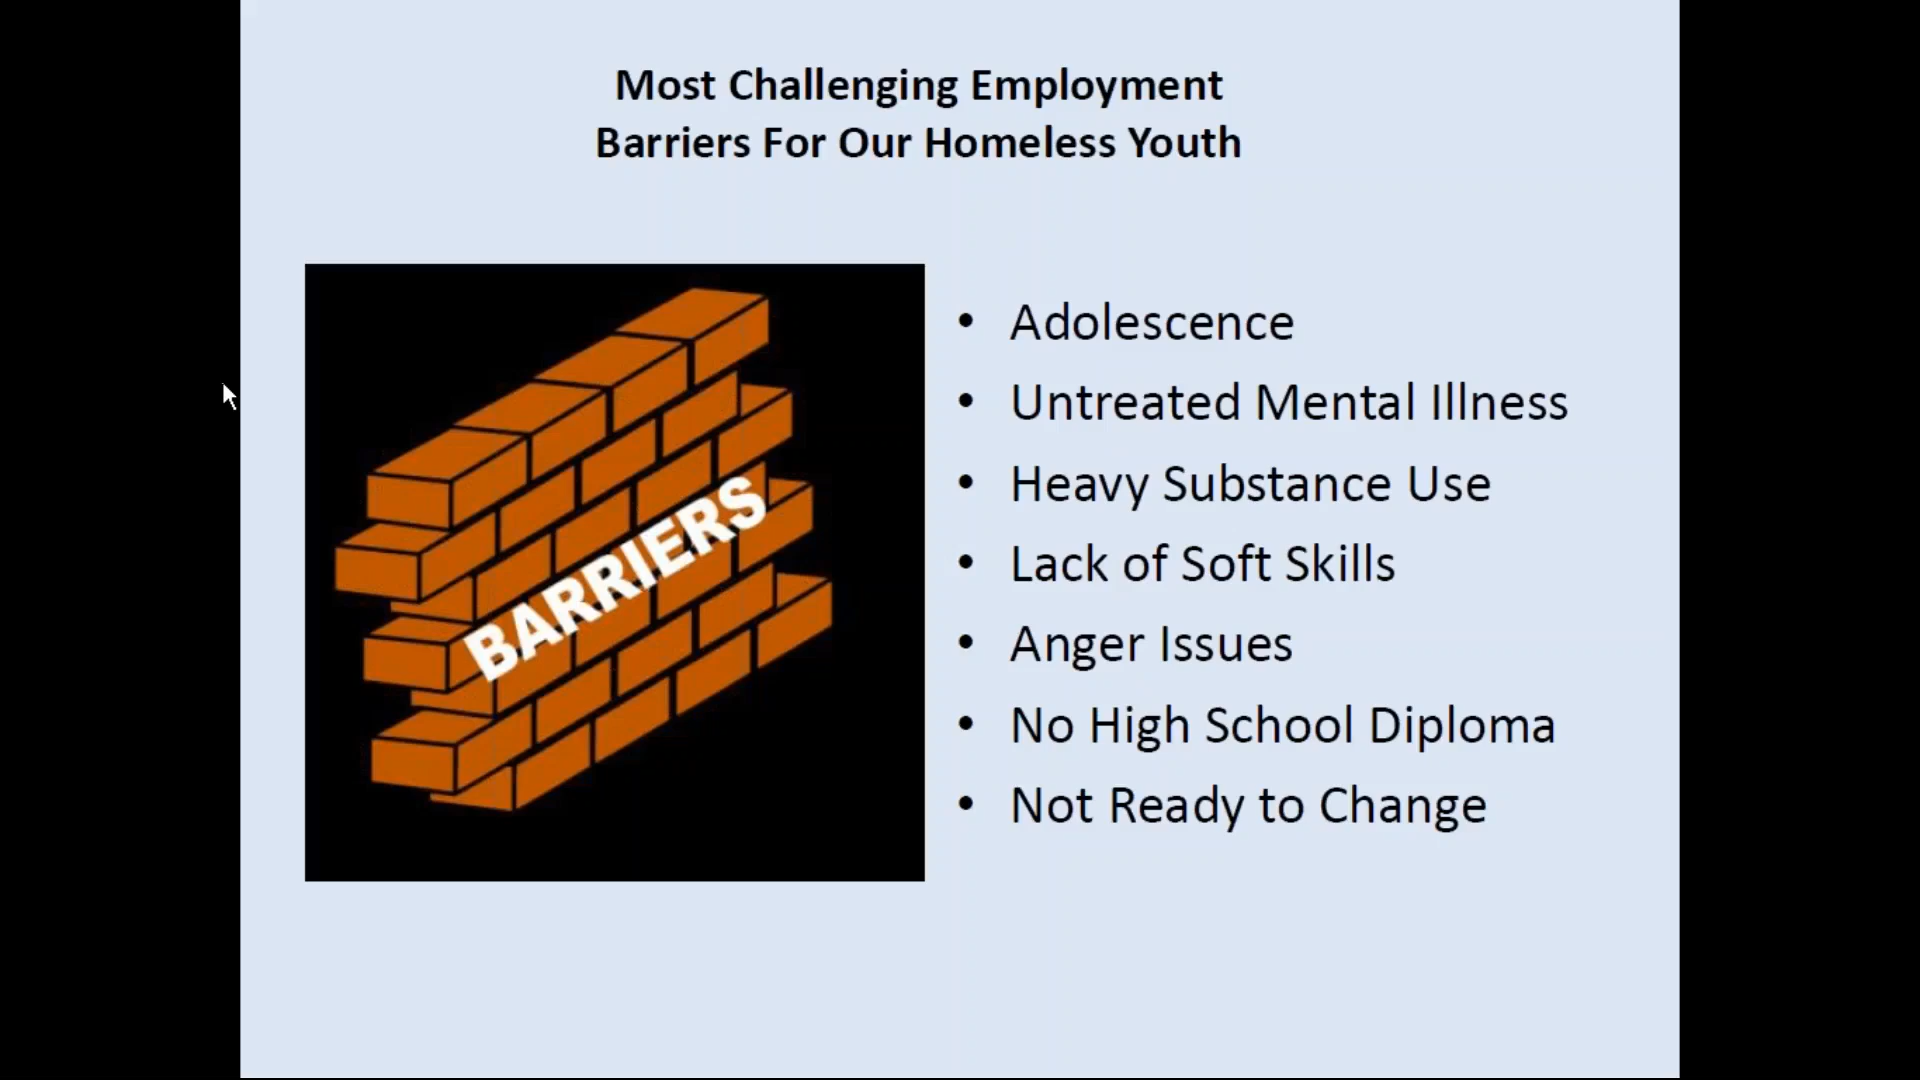 Most Challenging Employment
Barriers For Our Homeless Youth
BARRIERS
• Adolescence
• Untreated Mental Illness
• Heavy Substance Use
• Lack of Soft Skills
• Anger Issues
• No High School Diploma
• Not Ready to Change